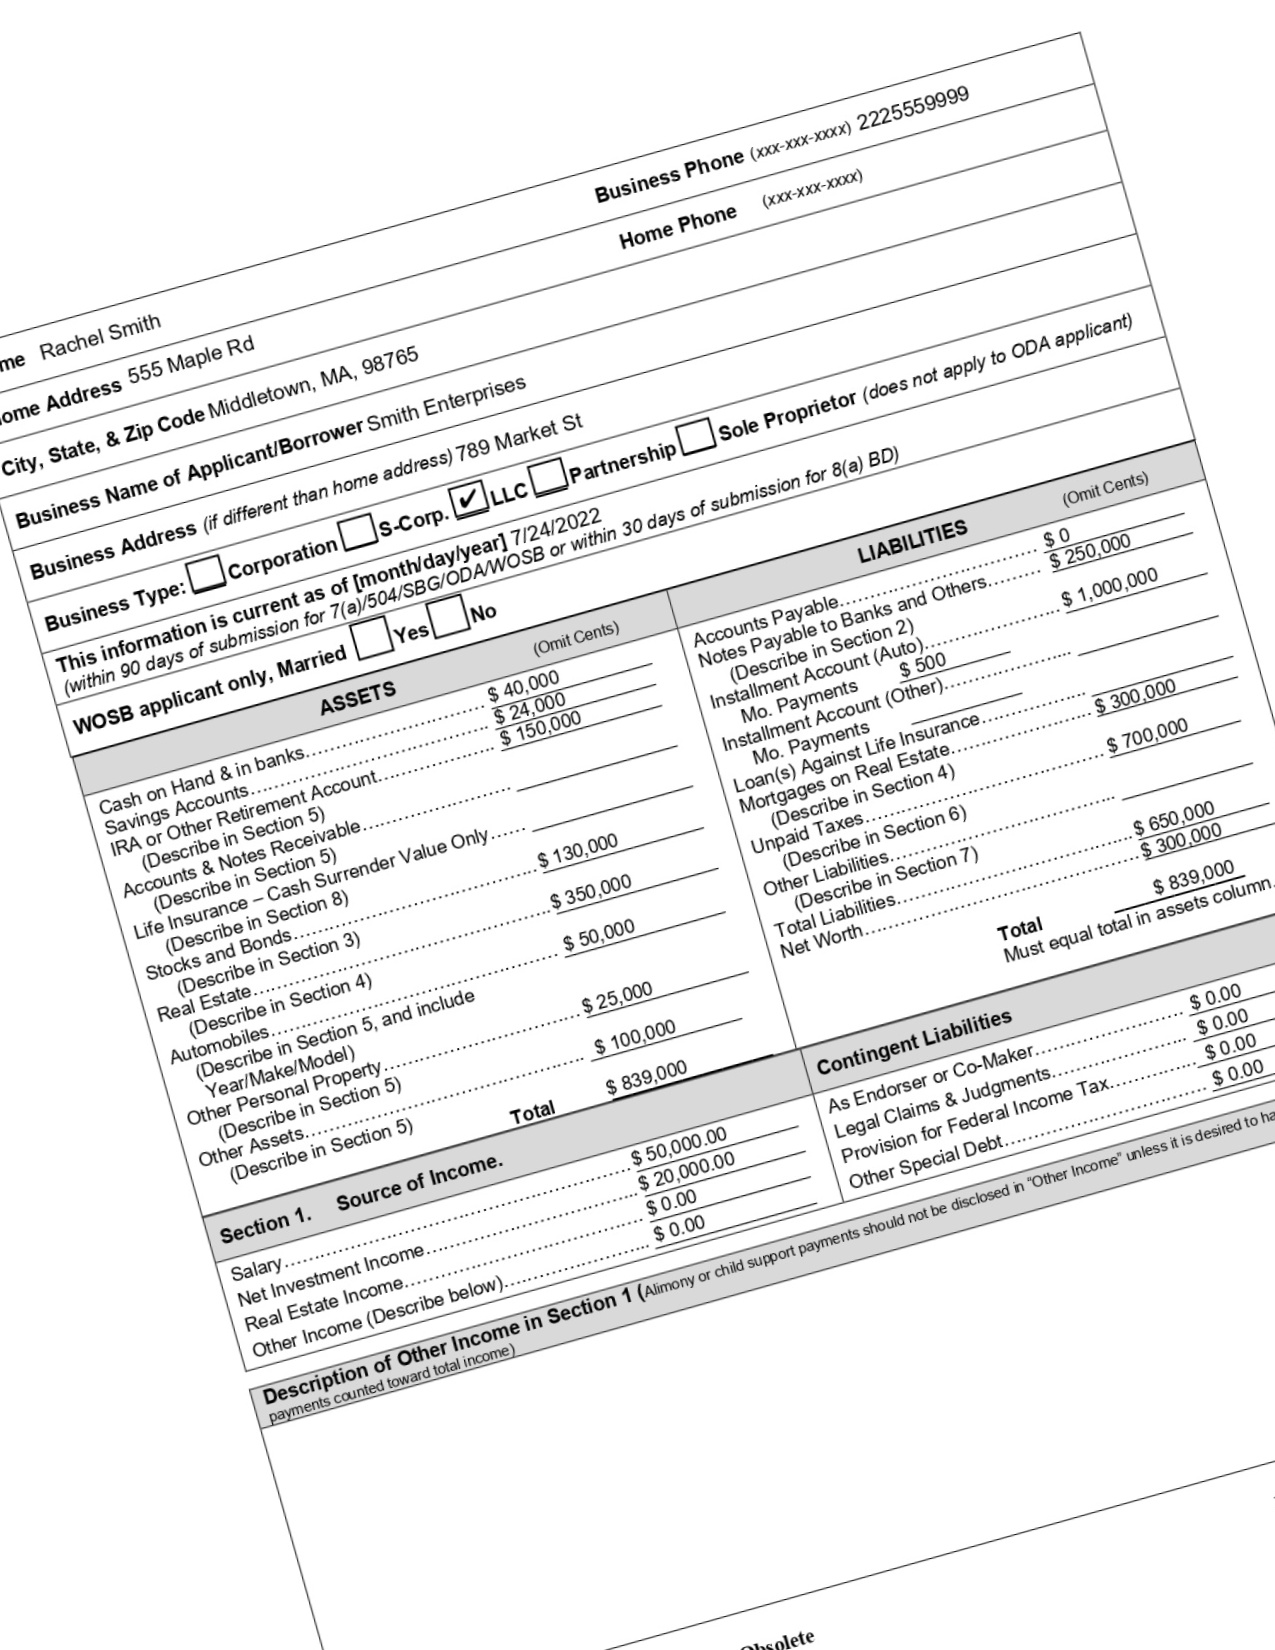 Business Phone (xxx-xxx-xxxx) 2225559999
me Rachel Smith
Home Phone (xxx-xxx-xxxx)
ome Address 555 Maple Rd
City, State, & Zip Code Middletown, MA, 98765
Business Name of Applicant/Borrower Smith Enterprises
Business Address (if different than home address) 789 Market St
Business Type: Corporation S-Corp. ✔ LLC Partnership Sole Proprietor (does not apply to ODA applicant)
This information is current as of [month/day/year] 7/24/2022
(within 90 days of submission for 7(a)/504/SBG/ODA/WOSB or within 30 days of submission for 8(a) BD)
WOSB applicant only, Married Yes No
ASSETS (Omit Cents)
Cash on Hand & in banks $ 40,000
Savings Accounts $ 24,000
IRA or Other Retirement Account $ 150,000
(Describe in Section 5)
Accounts & Notes Receivable
(Describe in Section 5)
Life Insurance – Cash Surrender Value Only
(Describe in Section 8)
Stocks and Bonds $ 130,000
(Describe in Section 3)
Real Estate $ 350,000
(Describe in Section 4)
Automobiles $ 50,000
(Describe in Section 5, and include
Year/Make/Model)
Other Personal Property $ 25,000
(Describe in Section 5)
Other Assets $ 100,000
(Describe in Section 5)
Total $ 839,000
LIABILITIES (Omit Cents)
Accounts Payable $ 0
Notes Payable to Banks and Others $ 250,000
(Describe in Section 2)
Installment Account (Auto) $ 1,000,000
Mo. Payments $ 500
Installment Account (Other)
Mo. Payments
Loan(s) Against Life Insurance
Mortgages on Real Estate $ 300,000
(Describe in Section 4)
Unpaid Taxes $ 700,000
(Describe in Section 6)
Other Liabilities
(Describe in Section 7)
Total Liabilities $ 650,000
Net Worth $ 300,000
Total $ 839,000
Must equal total in assets column.
Section 1. Source of Income.
Salary $ 50,000.00
Net Investment Income $ 20,000.00
Real Estate Income $ 0.00
Other Income (Describe below) $ 0.00
Contingent Liabilities
As Endorser or Co-Maker $ 0.00
Legal Claims & Judgments $ 0.00
Provision for Federal Income Tax $ 0.00
Other Special Debt $ 0.00
Description of Other Income in Section 1 (Alimony or child support payments should not be disclosed in “Other Income” unless it is desired to ha
payments counted toward total income)
Obsolete